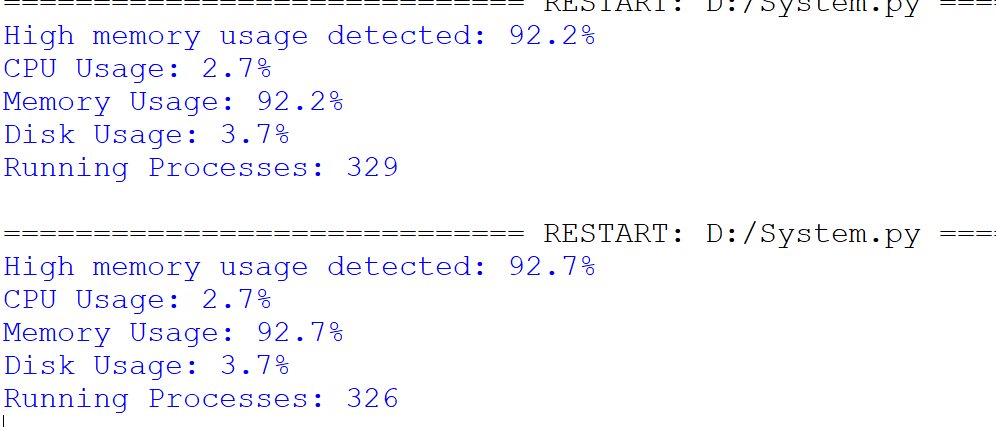 ============================= RESTART: D:/System.py ====
High memory usage detected: 92.2%
CPU Usage: 2.7%
Memory Usage: 92.2%
Disk Usage: 3.7%
Running Processes: 329
============================= RESTART: D:/System.py ====
High memory usage detected: 92.7%
CPU Usage: 2.7%
Memory Usage: 92.7%
Disk Usage: 3.7%
Running Processes: 326